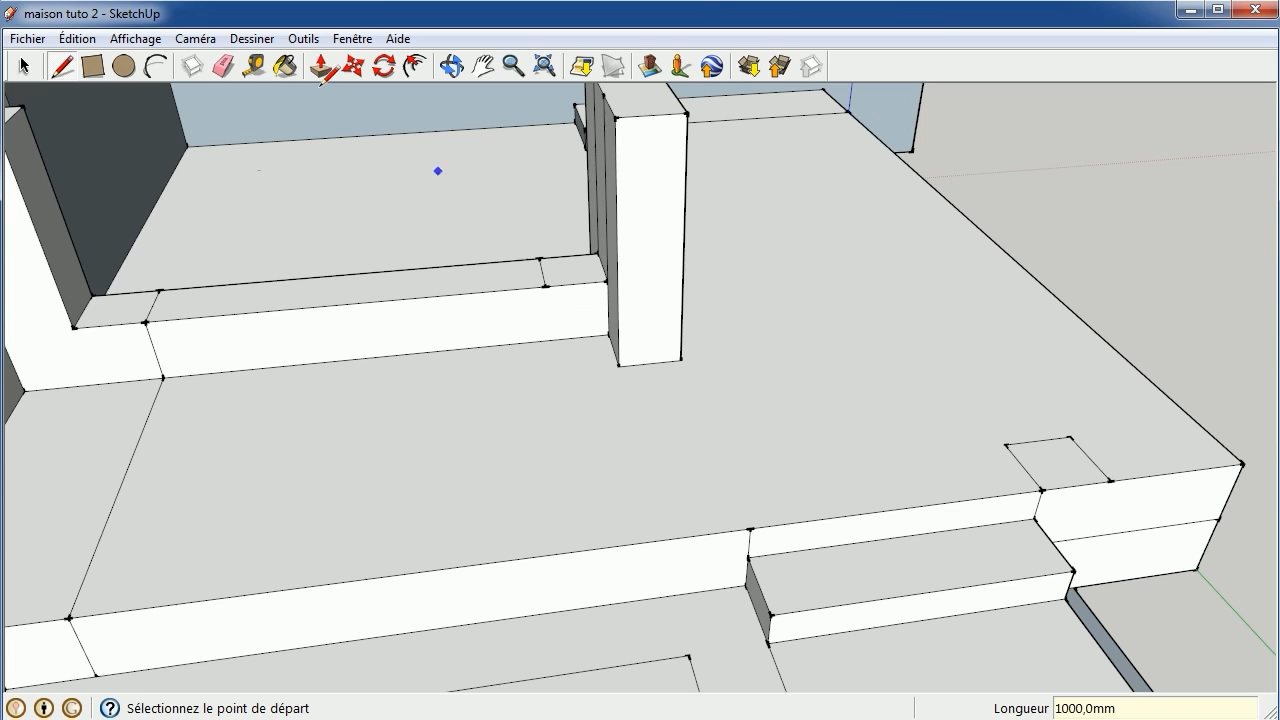 maison tuto 2 - SketchUp
Fichier Édition Affichage Caméra Dessiner Outils Fenêtre Aide
Sélectionnez le point de départ Longueur 1000,0mm